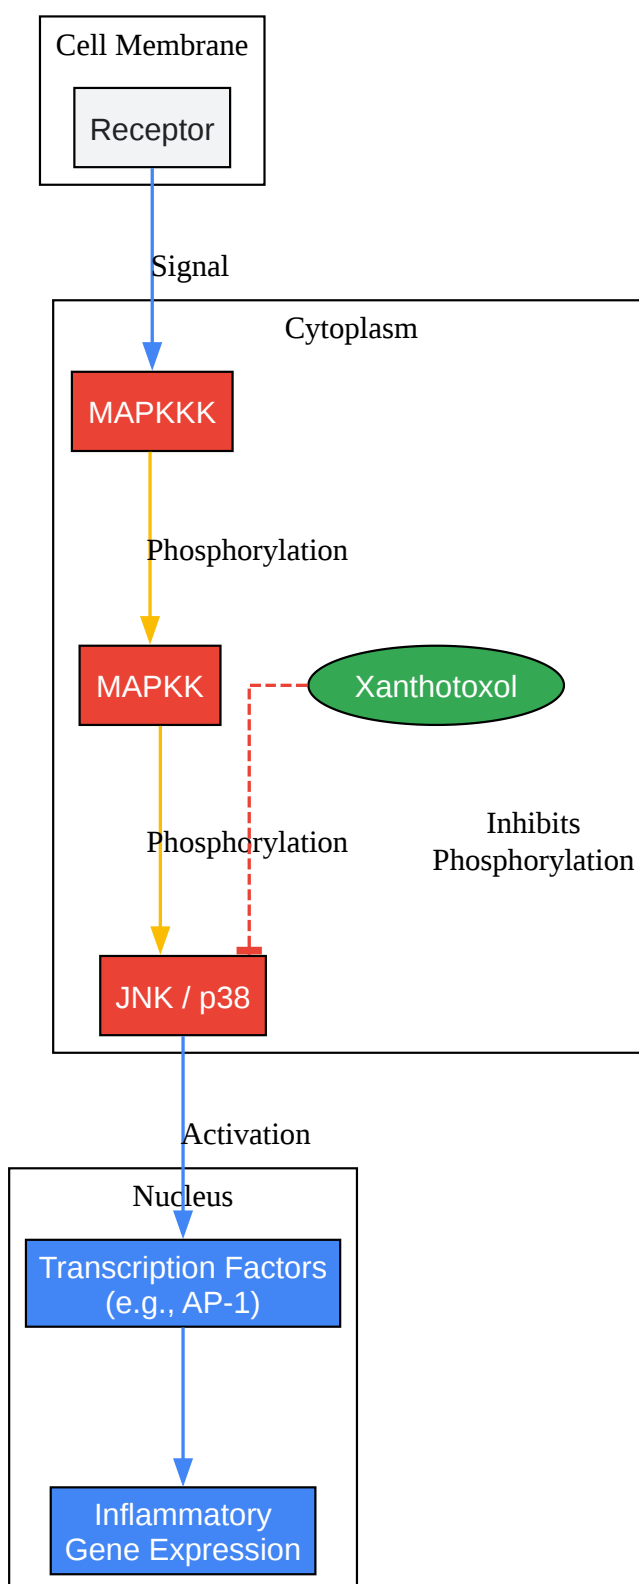 Cell Membrane
Receptor
Signal
Cytoplasm
MAPKKK
Phosphorylation
MAPKK
Xanthotoxol
Phosphorylation
Inhibits
Phosphorylation
JNK / p38
Activation
Nucleus
Transcription Factors
(e.g., AP-1)
Inflammatory
Gene Expression